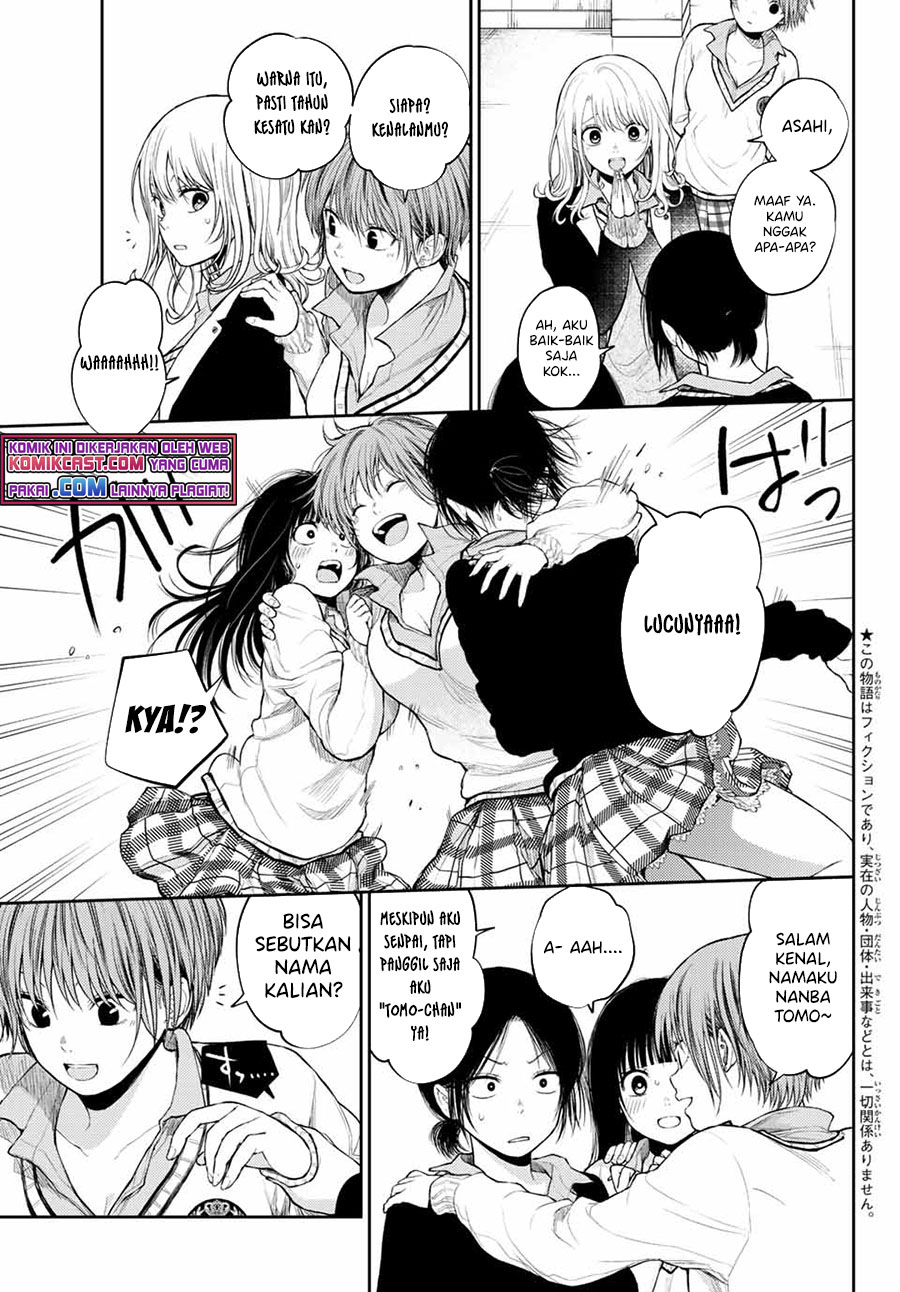 ASAHI,
MAAF YA.
KAMU
NGGAK
APA-APA?
AH, AKU
BAIK-BAIK
SAJA
KOK...
SIAPA?
KENALANMU?
WARNA ITU,
PASTI TAHUN
KESATU KAN?
WAAAAHHH!!
KOMIK INI DIKERJAKAN OLEH WEB
KOMIKCAST.COM YANG CUMA
PAKAI .COM LAINNYA PLAGIAT!
ばっ
ガバ
LUCUNYAAA!
KYA!?
SALAM
KENAL,
NAMAKU
NANBA
TOMO~
A- AAH....
MESKIPUN AKU
SENPAI, TAPI
PANGGIL SAJA
AKU
"TOMO-CHAN"
YA!
BISA
SEBUTKAN
NAMA
KALIAN?
すっ……
★この物語はフィクションであり、実在の人物・団体・出来事などとは、一切関係ありません。